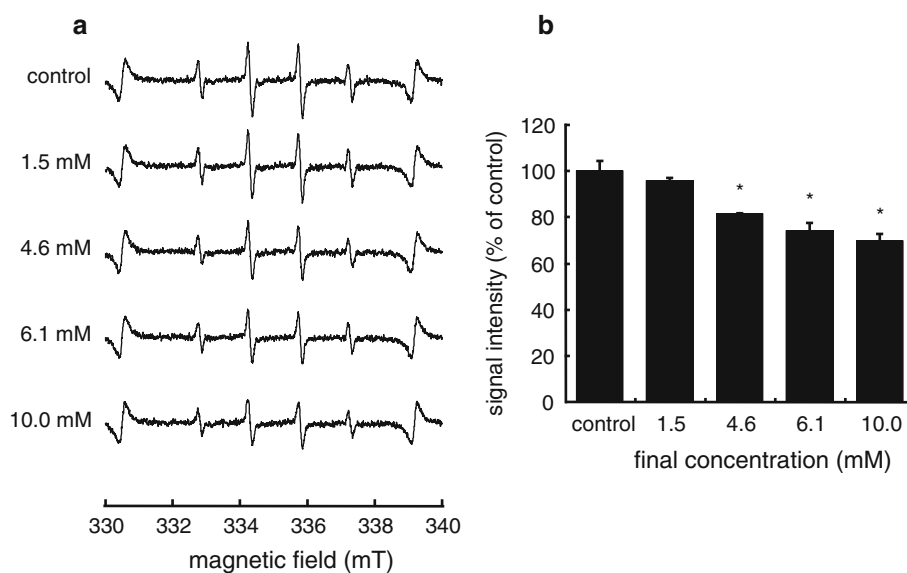 a
control
1.5 mM
4.6 mM
6.1 mM
10.0 mM
330 332 334 336 338 340
magnetic field (mT)
b
signal intensity (% of control)
120
100
80
60
40
20
0
* * *
control 1.5 4.6 6.1 10.0
final concentration (mM)